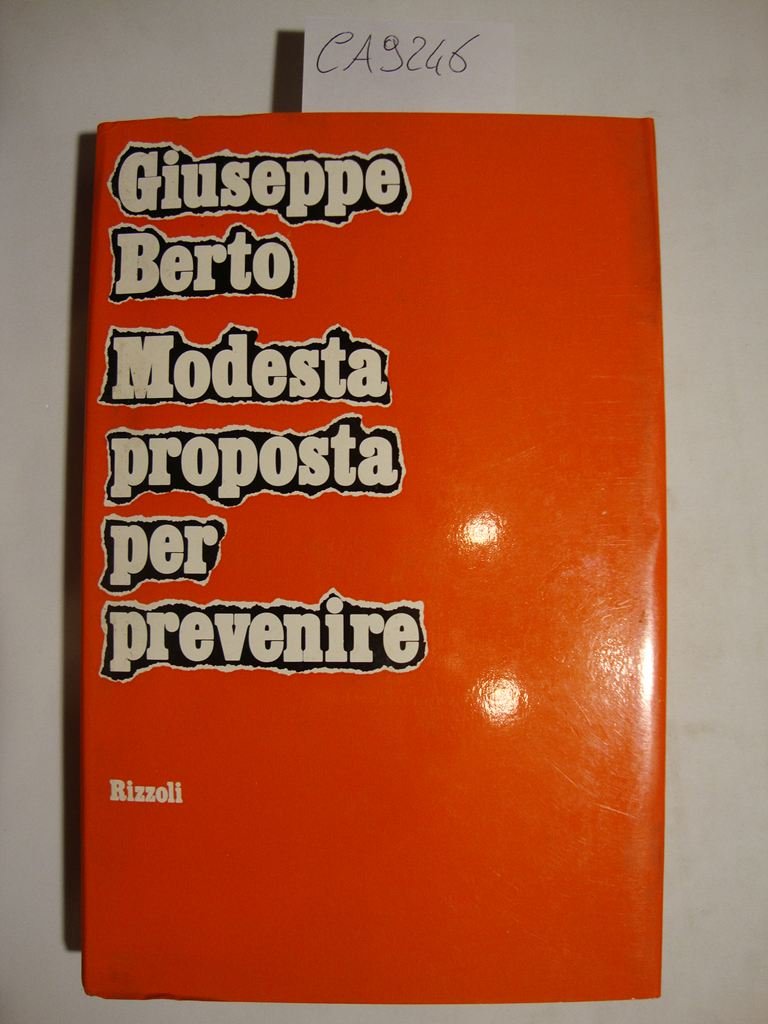 CA9246
Giuseppe
Berto
Modesta
proposta
per
prevenire
Rizzoli